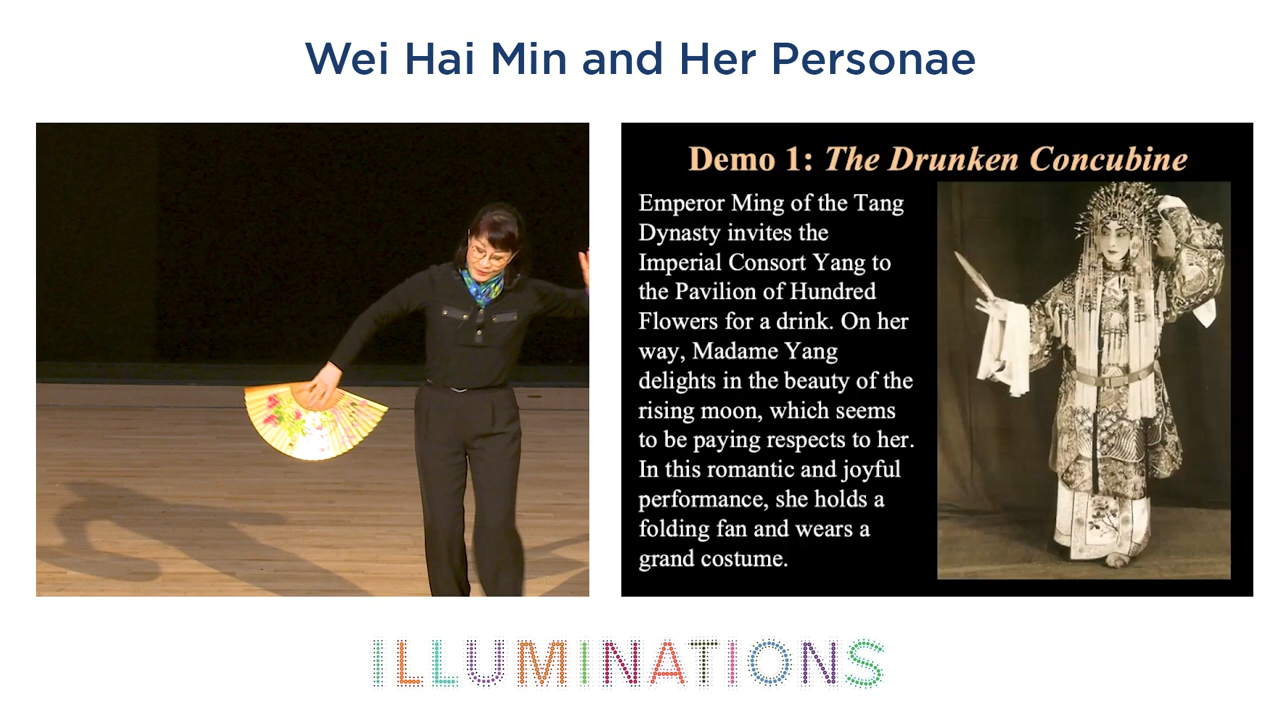 Wei Hai Min and Her Personae
Demo 1: The Drunken Concubine
Emperor Ming of the Tang
Dynasty invites the
Imperial Consort Yang to
the Pavilion of Hundred
Flowers for a drink. On her
way, Madame Yang
delights in the beauty of the
rising moon, which seems
to be paying respects to her.
In this romantic and joyful
performance, she holds a
folding fan and wears a
grand costume.
ILLUMINATIONS